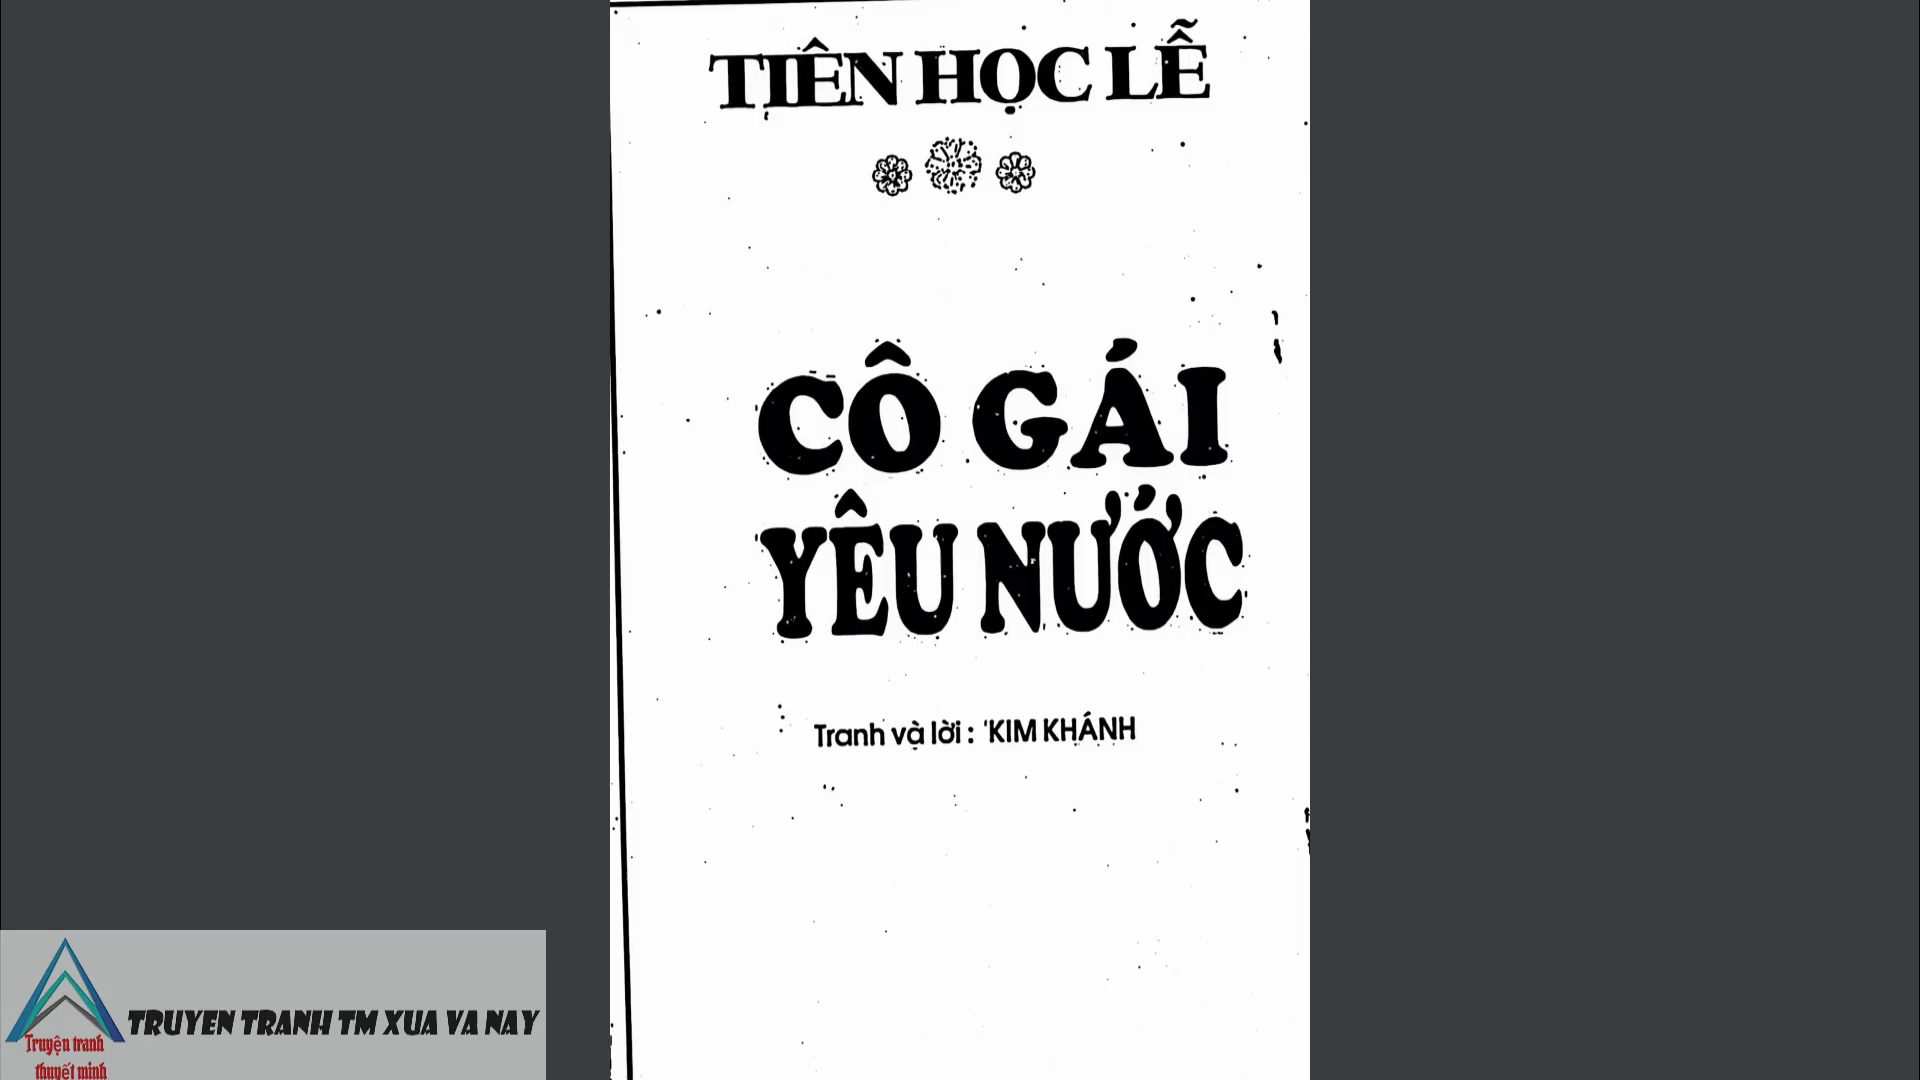 TIÊN HỌC LỄ
CÔ GÁI
YÊU NƯỚC
Tranh và lời : KIM KHÁNH
TRUYEN TRANH TM XUA VA NAY
Truyện tranh
thuyết minh